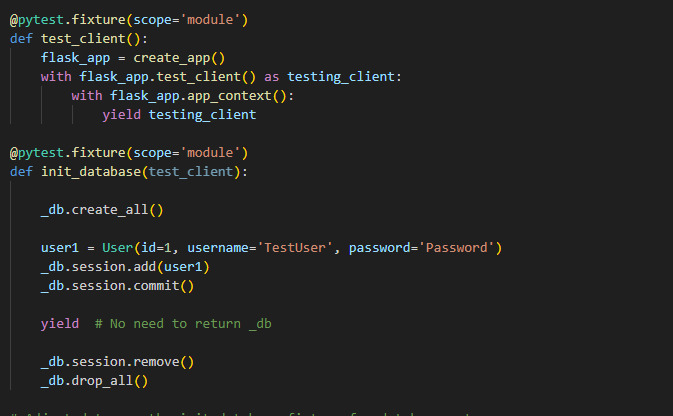 @pytest.fixture(scope='module')
def test_client():
    flask_app = create_app()
    with flask_app.test_client() as testing_client:
        with flask_app.app_context():
            yield testing_client
@pytest.fixture(scope='module')
def init_database(test_client):
    _db.create_all()
    user1 = User(id=1, username='TestUser', password='Password')
    _db.session.add(user1)
    _db.session.commit()
    yield  # No need to return _db
    _db.session.remove()
    _db.drop_all()